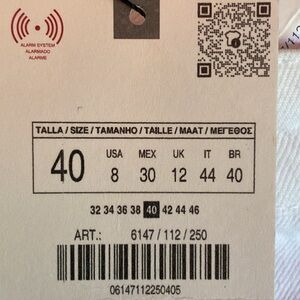 ALARM SYSTEM
ALARMADO
ALARME
TALLA / SIZE / TAMANHO / TAILLE / MAAT / ΜΕΓΕΘΟΣ
40 USA MEX UK IT BR
8 30 12 44 40
32 34 36 38 40 42 44 46
ART.: 6147 / 112 / 250
06147112250405